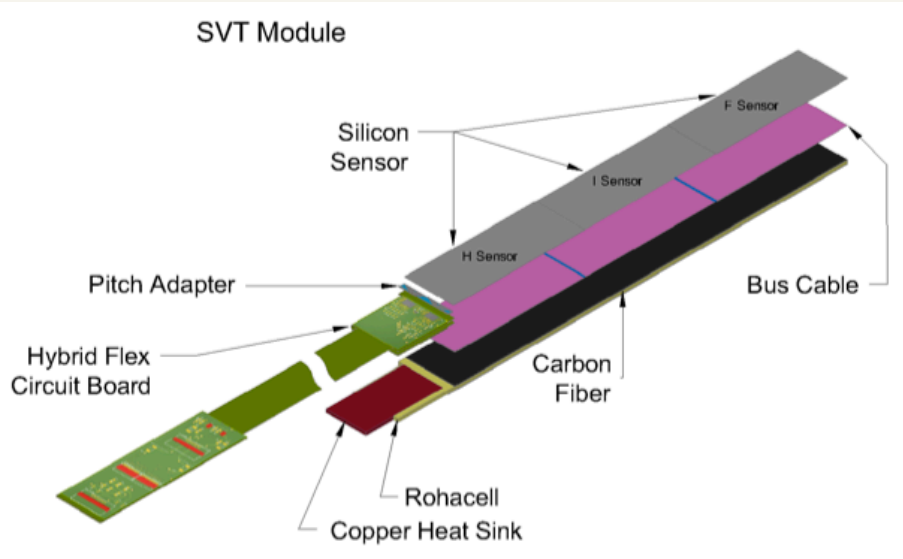 SVT Module
F Sensor
Silicon
Sensor
I Sensor
H Sensor
Pitch Adapter
Bus Cable
Hybrid Flex
Circuit Board
Carbon
Fiber
Rohacell
Copper Heat Sink